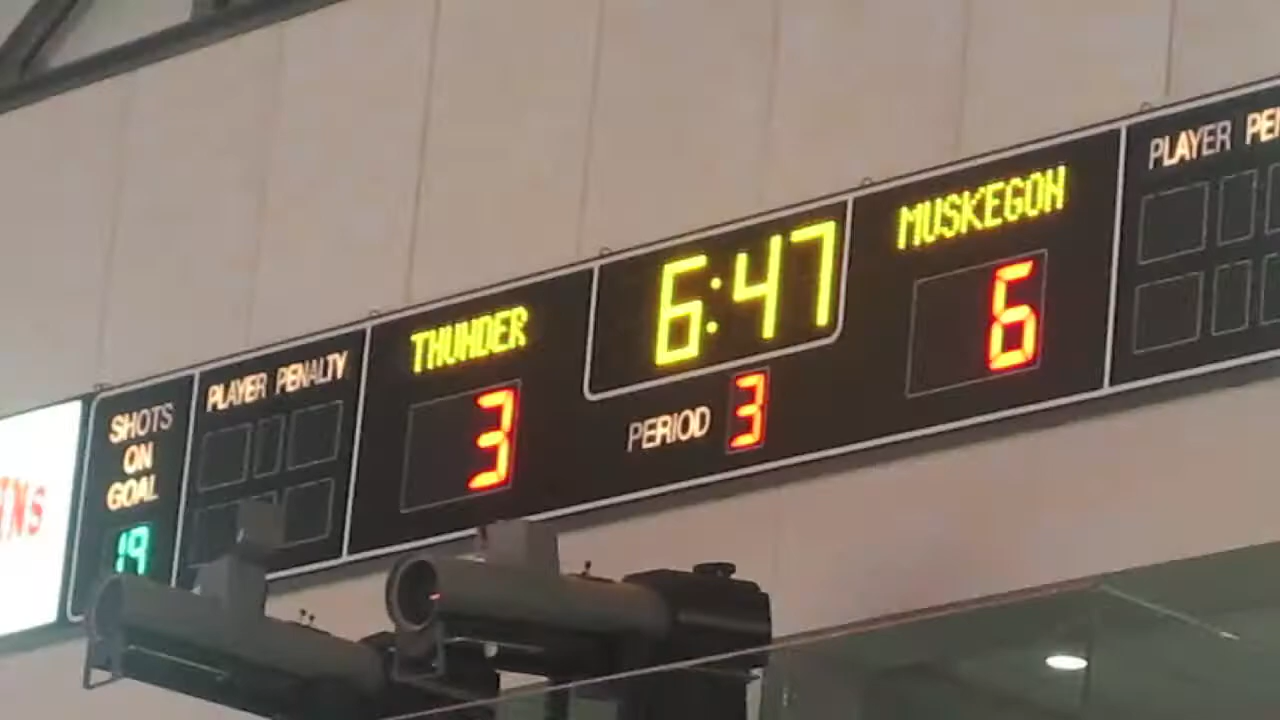 SHOTS
ON
GOAL
19
PLAYER PENALTY
THUNDER
3
6:47
PERIOD 3
MUSKEGON
6
PLAYER